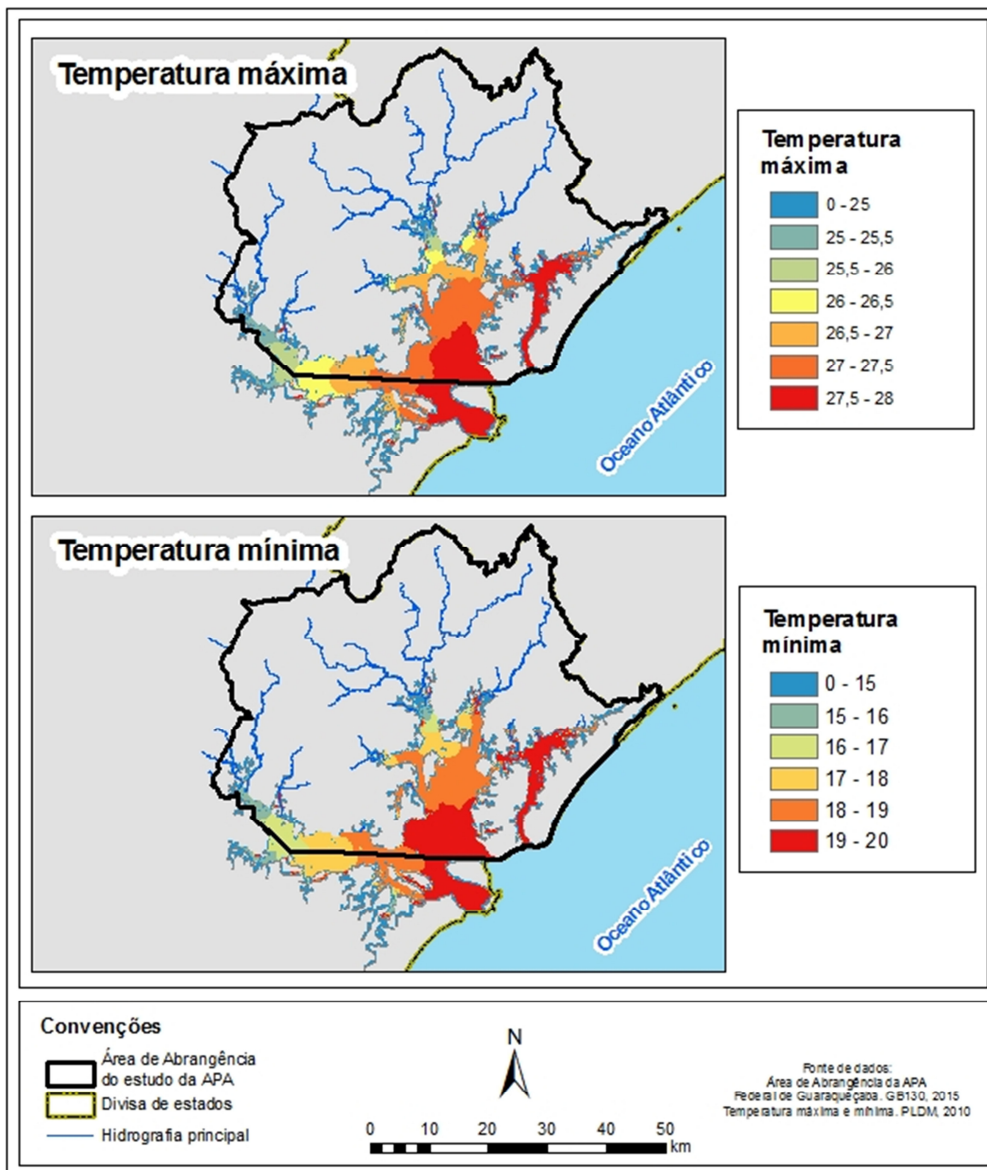 Temperatura máxima
Oceano Atlântico
Temperatura
máxima
0 - 25
25 - 25,5
25,5 - 26
26 - 26,5
26,5 - 27
27 - 27,5
27,5 - 28
Temperatura mínima
Oceano Atlântico
Temperatura
mínima
0 - 15
15 - 16
16 - 17
17 - 18
18 - 19
19 - 20
Convenções
Área de Abrangência
do estudo da APA
Divisa de estados
Hidrografia principal
N
0 10 20 30 40 50
km
Fonte de dados:
Área de Abrangência da APA
Federal de Guaraqueçaba. GB130, 2015
Temperatura máxima e mínima. PLDM, 2010